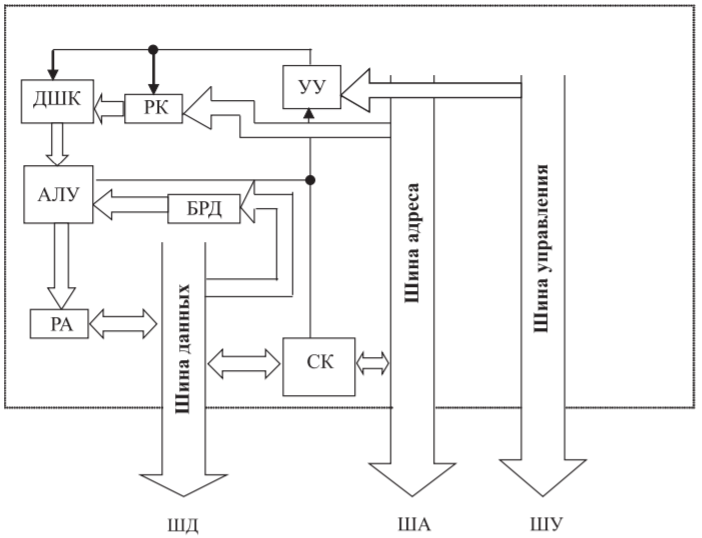 УУ
ДШК
РК
АЛУ
БРД
РА
СК
Шина данных
Шина адреса
Шина управления
ШД
ША
ШУ